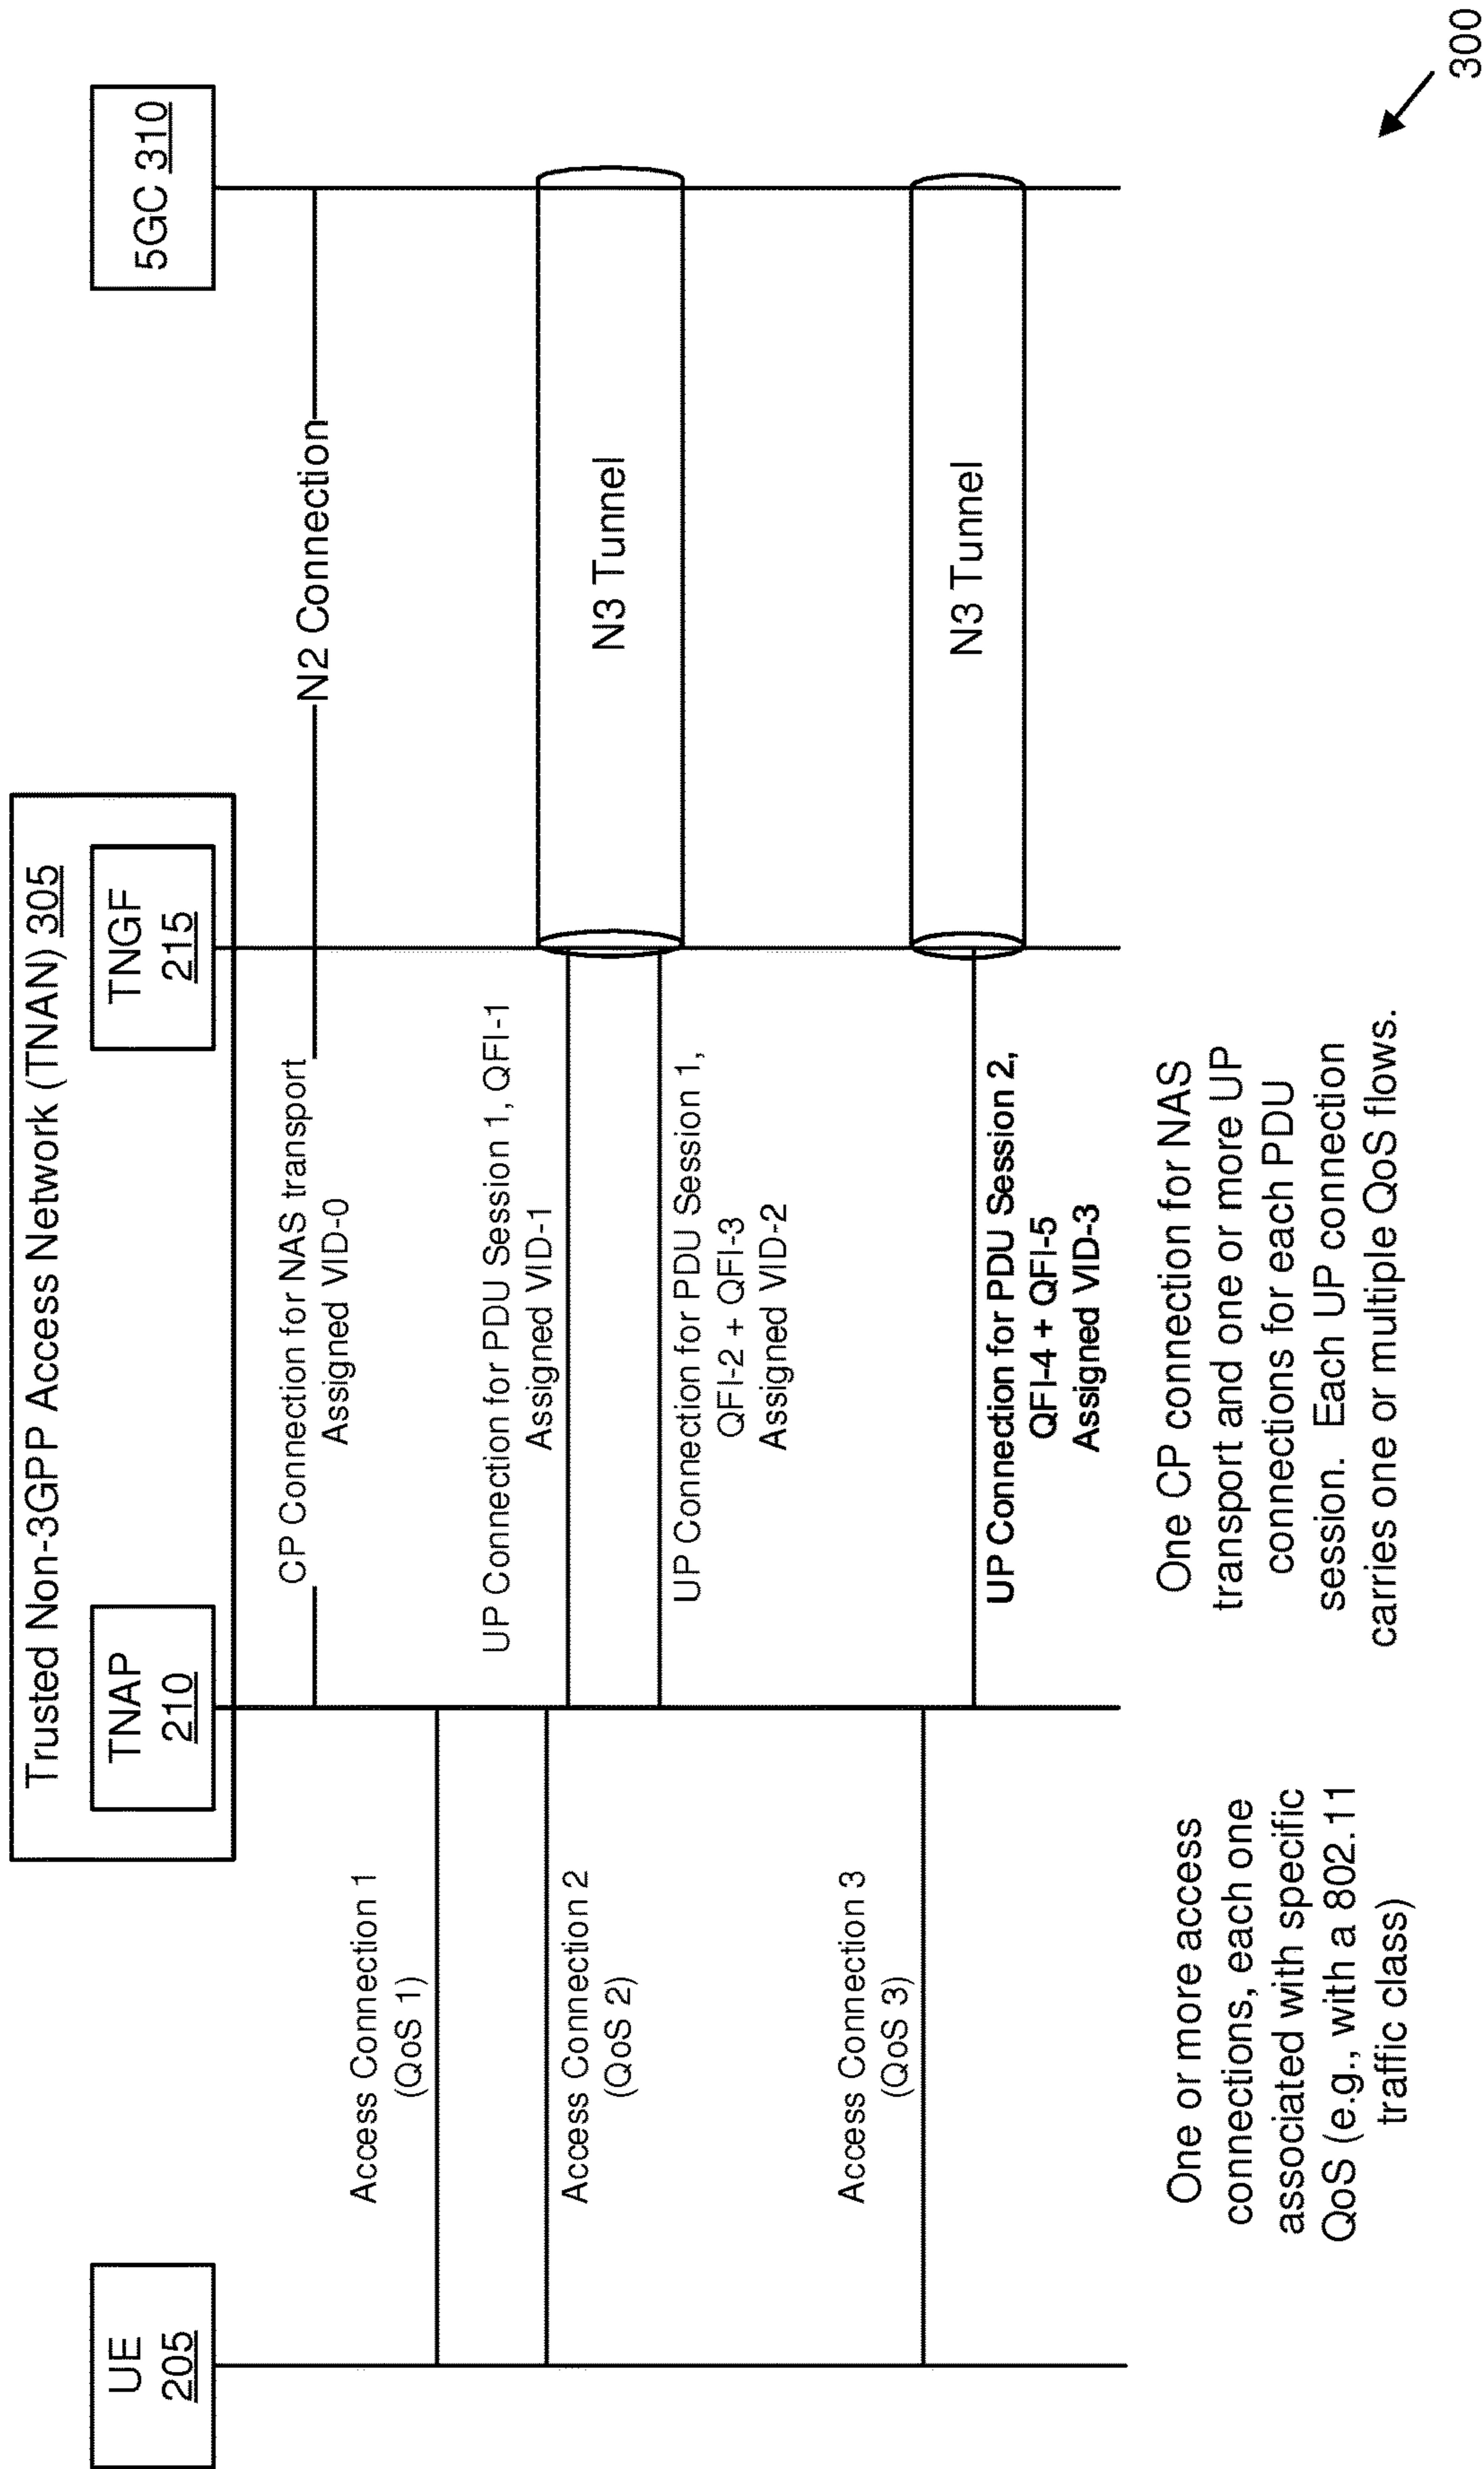 Trusted Non-3GPP Access Network (TNAN) 305
UE
205
TNAP
210
TNGF
215
5GC 310
CP Connection for NAS transport
Assigned VID-0
N2 Connection
Access Connection 1
(QoS 1)
UP Connection for PDU Session 1, QFI-1
Assigned VID-1
Access Connection 2
(QoS 2)
UP Connection for PDU Session 1,
QFI-2 + QFI-3
Assigned VID-2
N3 Tunnel
Access Connection 3
(QoS 3)
UP Connection for PDU Session 2,
QFI-4 + QFI-5
Assigned VID-3
N3 Tunnel
One or more access
connections, each one
associated with specific
QoS (e.g., with a 802.11
traffic class)
One CP connection for NAS
transport and one or more UP
connections for each PDU
session. Each UP connection
carries one or multiple QoS flows.
300